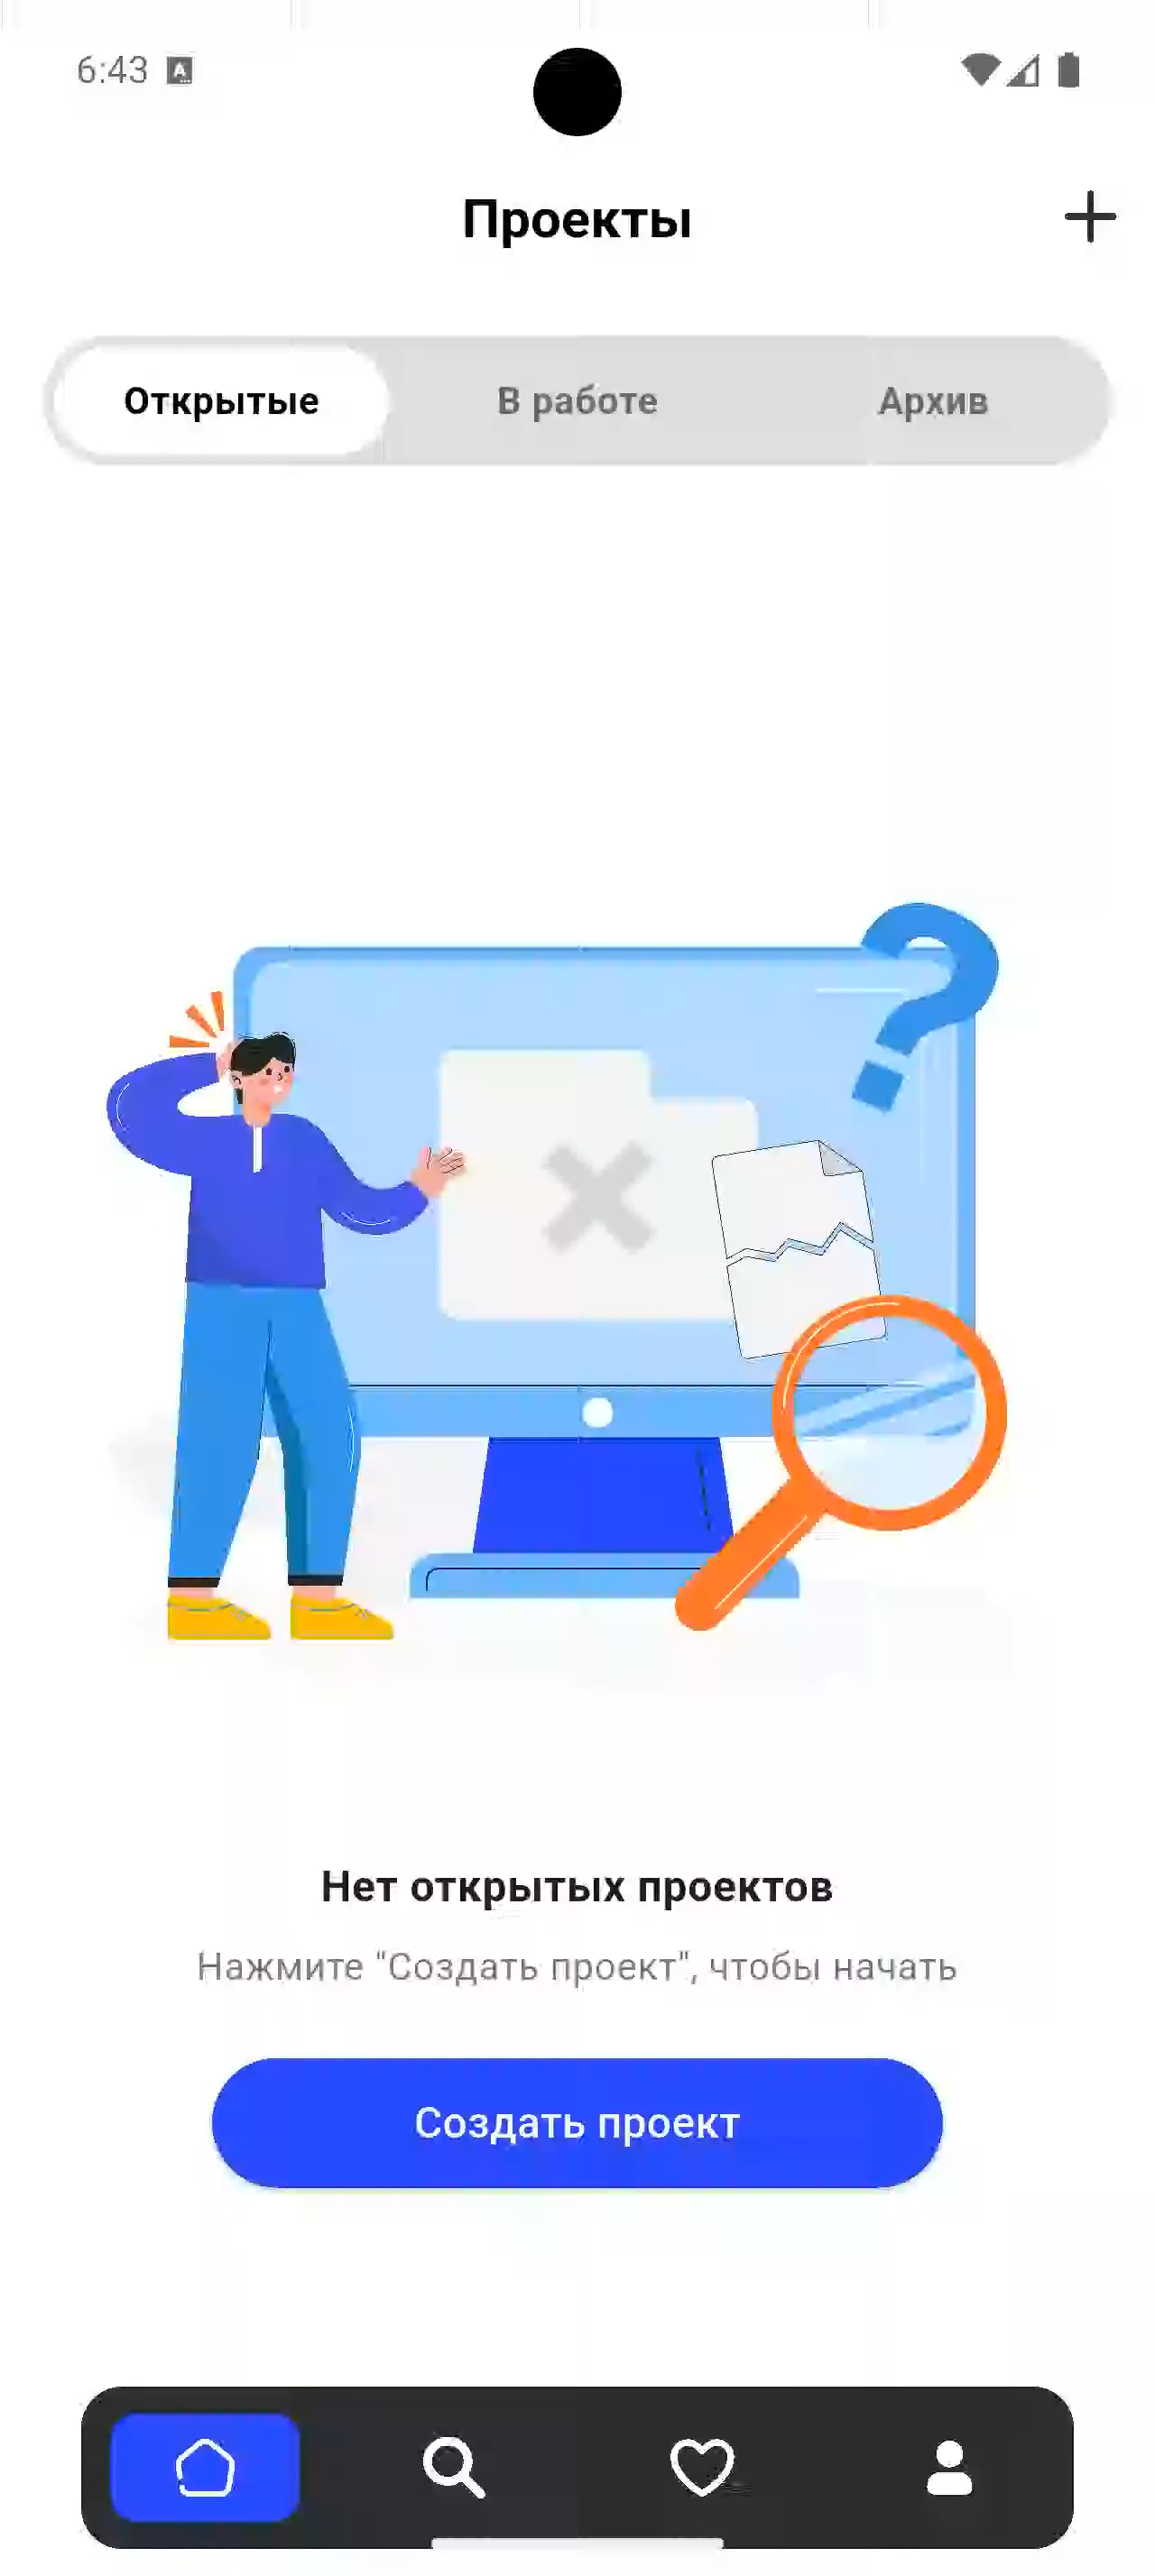 6:43
Проекты
Открытые
В работе
Архив
Нет открытых проектов
Нажмите "Создать проект", чтобы начать
Создать проект